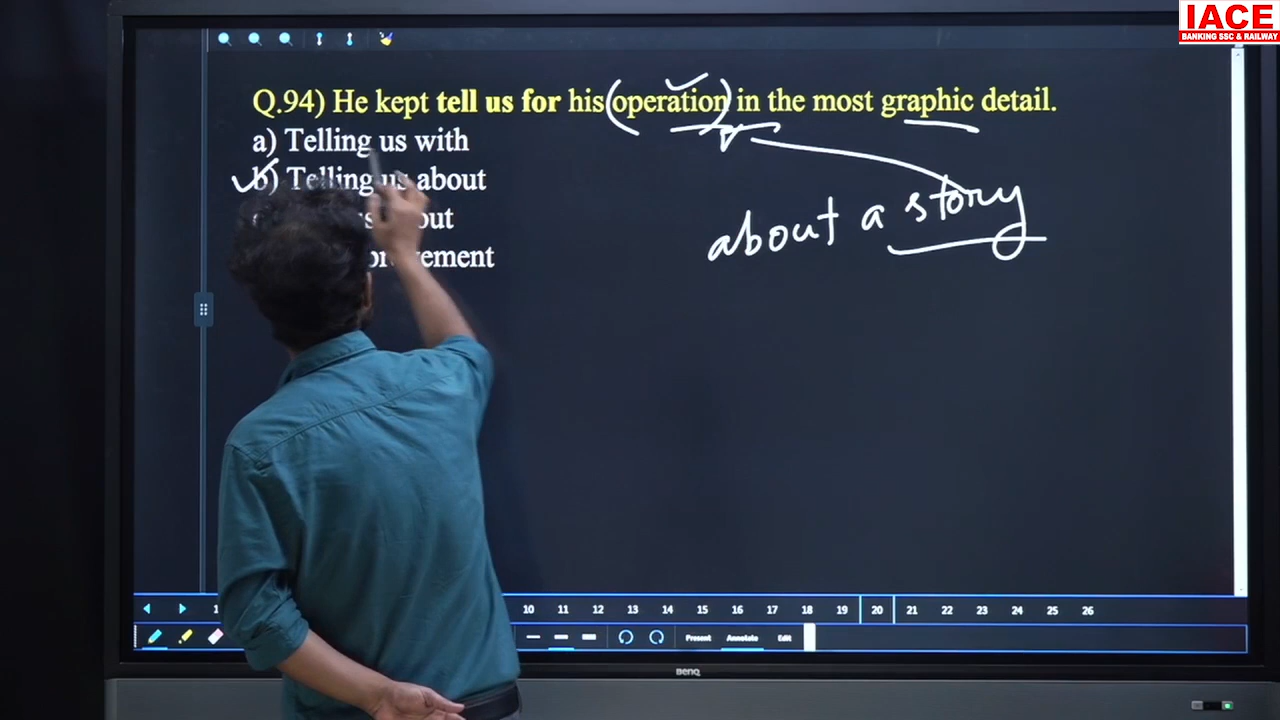 IACE
BANKING SSC & RAILWAY
Q.94) He kept tell us for his (operation) in the most graphic detail.
a) Telling us with
b) Telling us about
about a story
10 11 12 13 14 15 16 17 18 19 20 21 22 23 24 25 26
Present Annotate Edit
BenQ